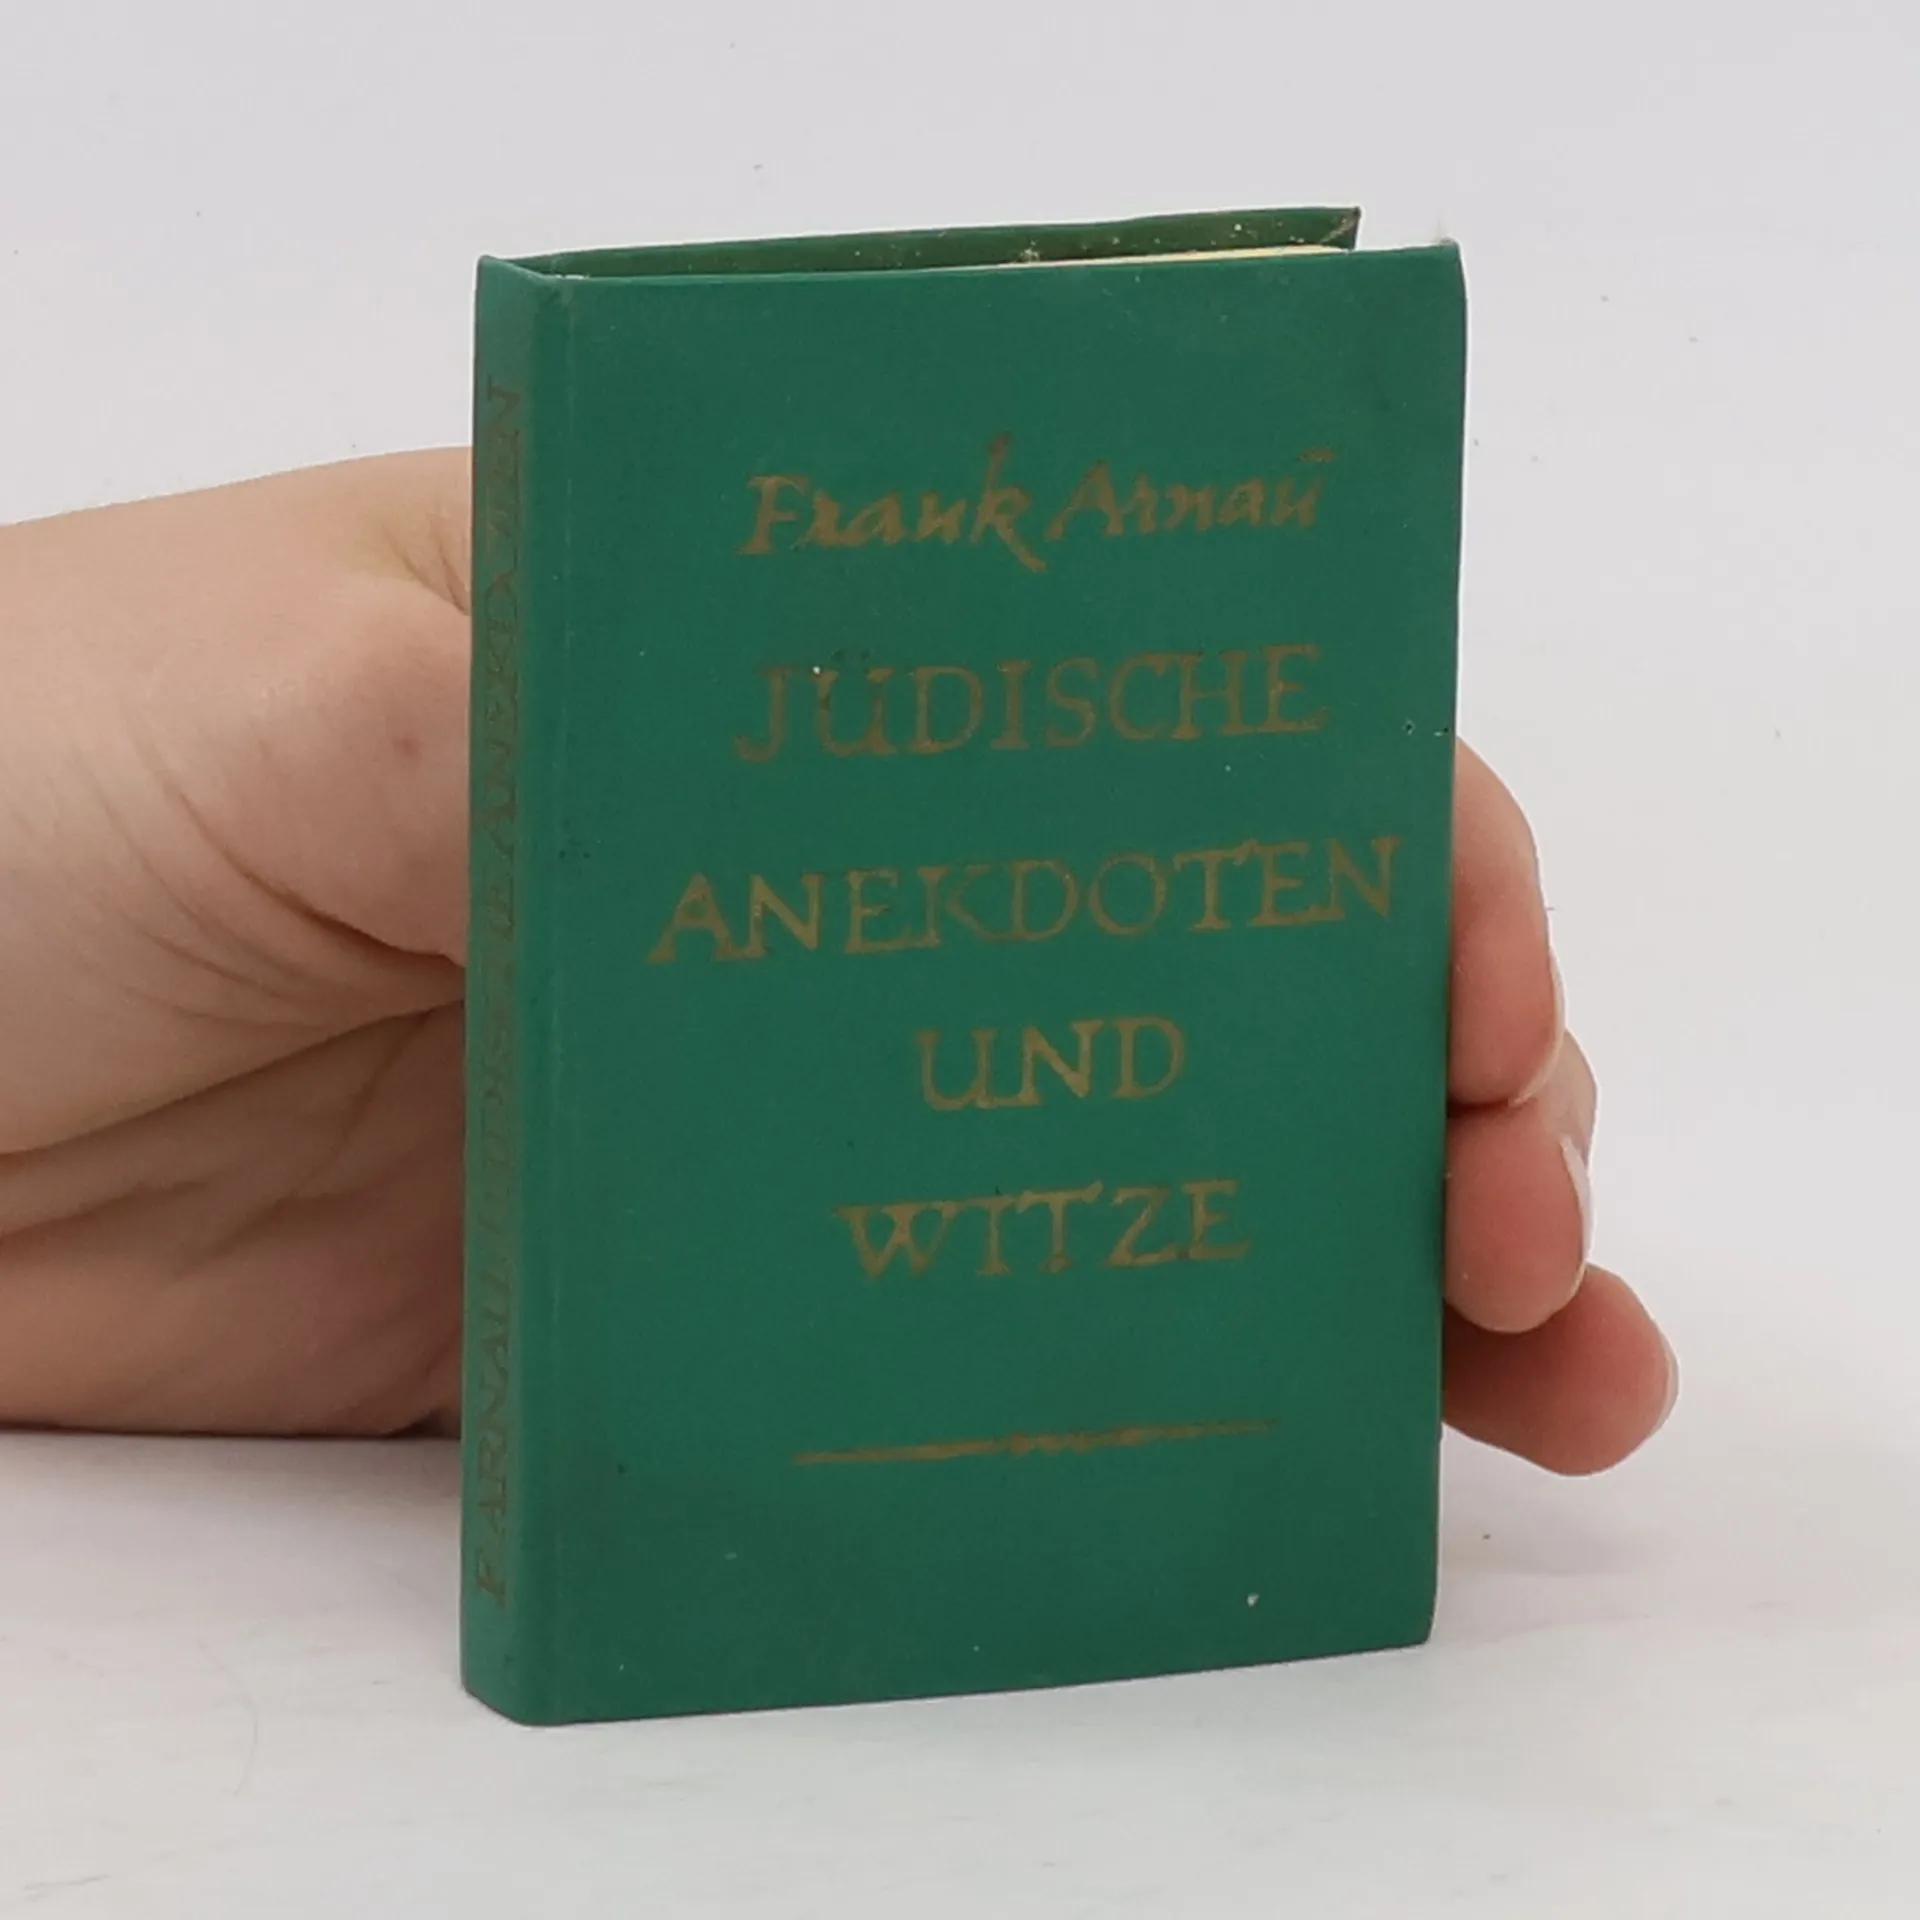 Frank Arnau
JÜDISCHE
ANEKDOTEN
UND
WITZE
F. ARNAU: JÜDISCHE ANEKDOTEN